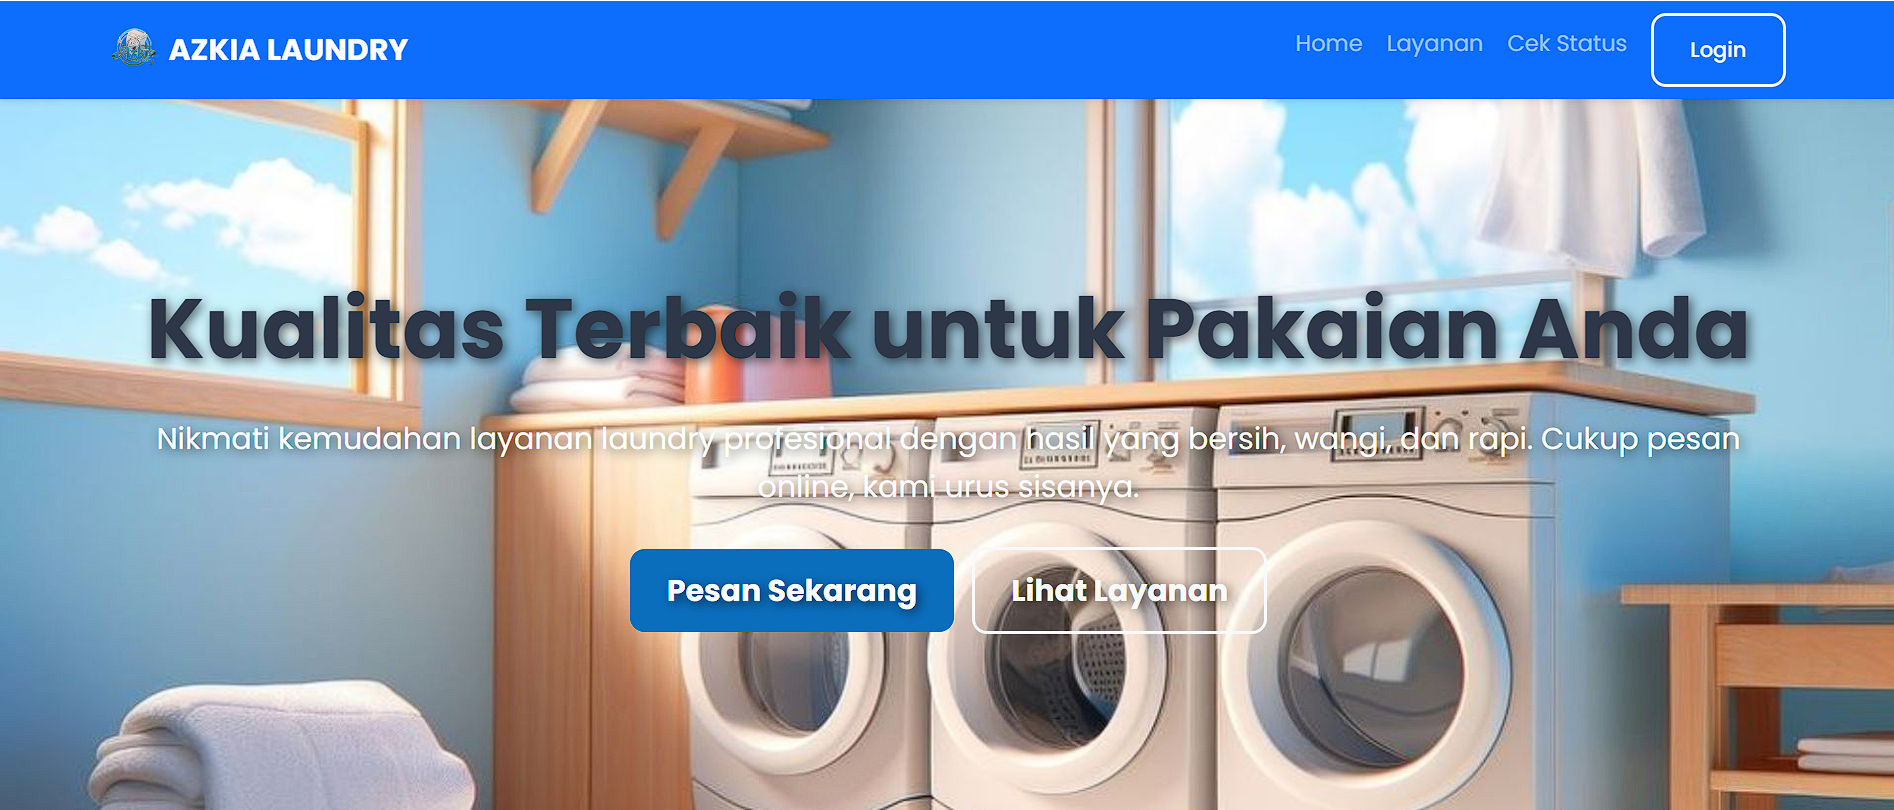 AZKIA LAUNDRY
Home
Layanan
Cek Status
Login
Kualitas Terbaik untuk Pakaian Anda
Nikmati kemudahan layanan laundry profesional dengan hasil yang bersih, wangi, dan rapi. Cukup pesan
online, kami urus sisanya.
Pesan Sekarang
Lihat Layanan